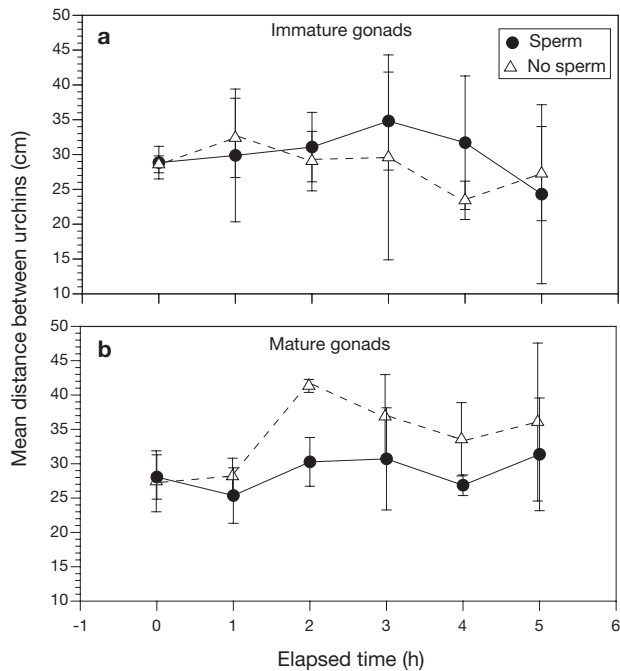 a
Immature gonads
Sperm
No sperm
50
45
40
35
30
25
20
15
10
b
Mature gonads
50
45
40
35
30
25
20
15
10
-1 0 1 2 3 4 5 6
Mean distance between urchins (cm)
Elapsed time (h)